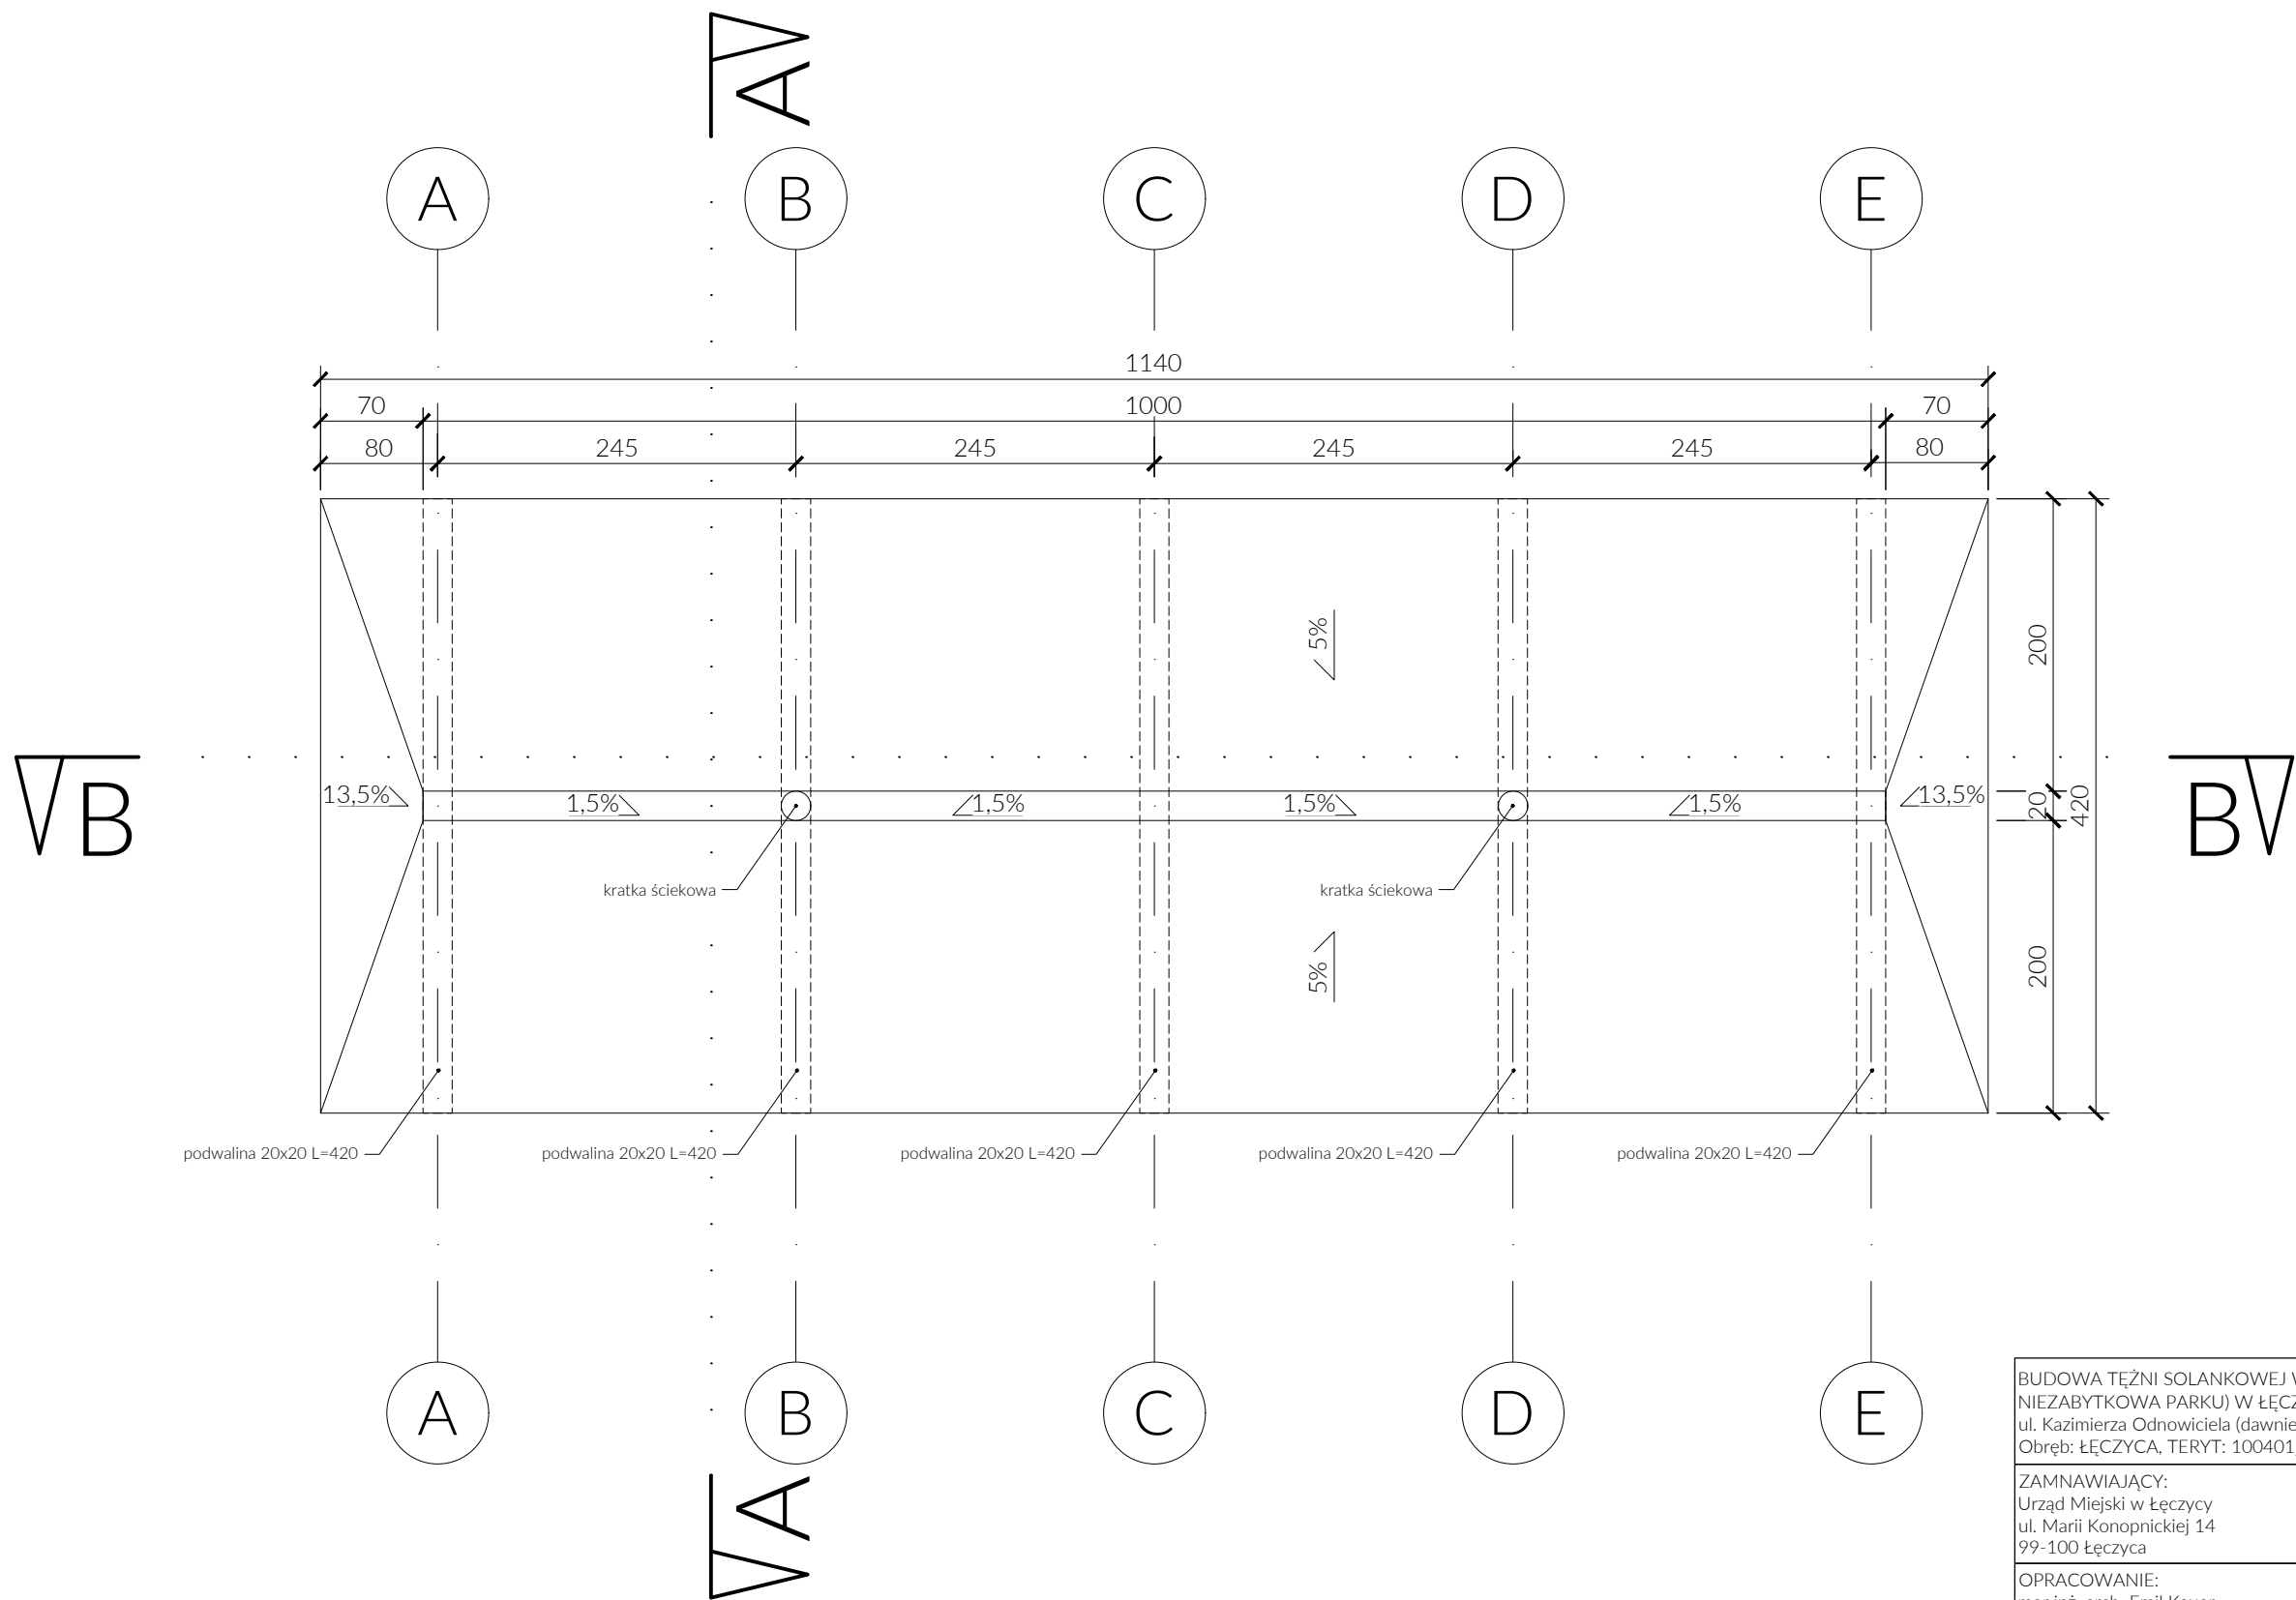 A
A B C D E
1140
70 1000 70
80 245 245 245 245 80
5%
200
B 13,5% 1,5% 1,5% 1,5% 1,5% 13,5% 20 420 B
kratka ściekowa kratka ściekowa
5%
200
podwalina 20x20 L=420 podwalina 20x20 L=420 podwalina 20x20 L=420 podwalina 20x20 L=420 podwalina 20x20 L=420
A B C D E
A
BUDOWA TĘŻNI SOLANKOWEJ
NIEZABYTKOWA PARKU) W
ul. Kazimierza Odnowiciela
Obręb: ŁĘCZYCA, TERYT: 100401
ZAMNAWIAJĄCY:
Urząd Miejski w Łęczycy
ul. Marii Konopnickiej 14
99-100 Łęczyca
OPRACOWANIE: